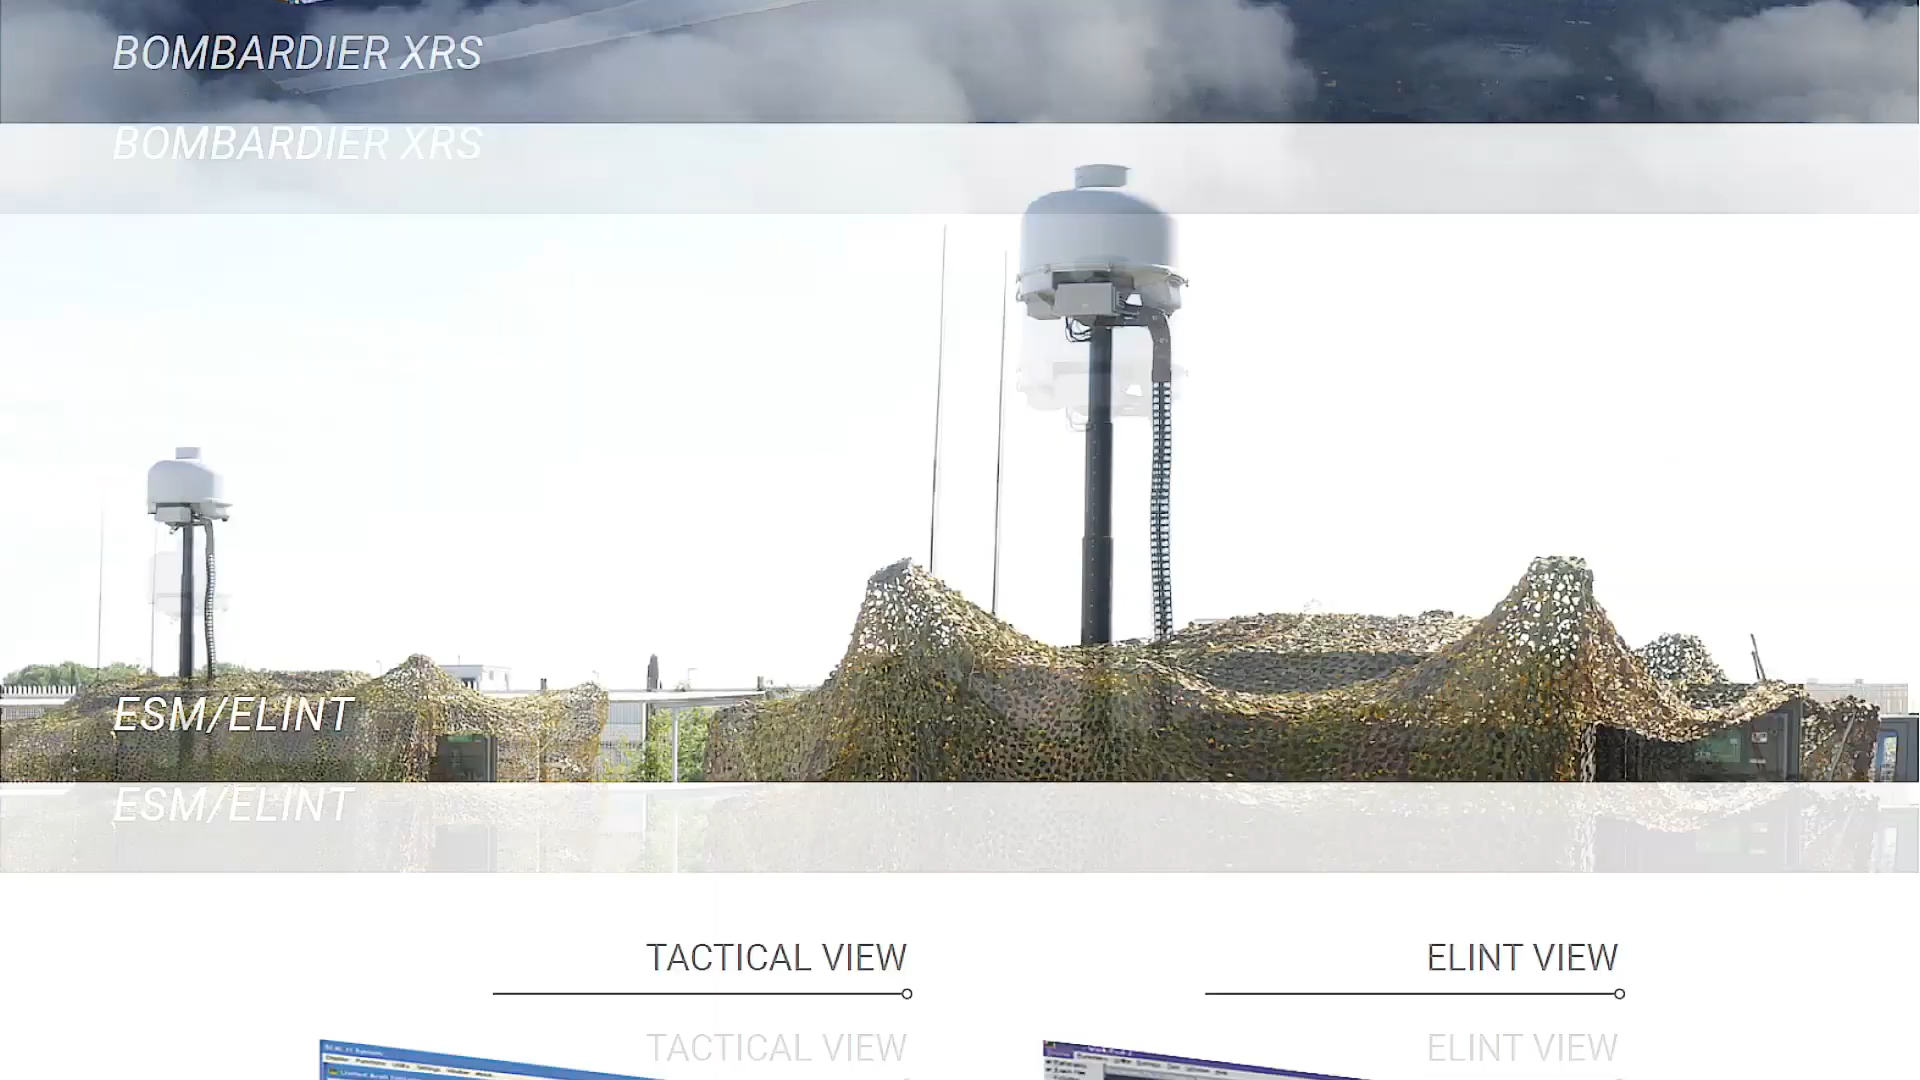 BOMBARDIER XRS
BOMBARDIER XRS
ESM/ELINT
ESM/ELINT
TACTICAL VIEW
ELINT VIEW
TACTICAL VIEW
ELINT VIEW